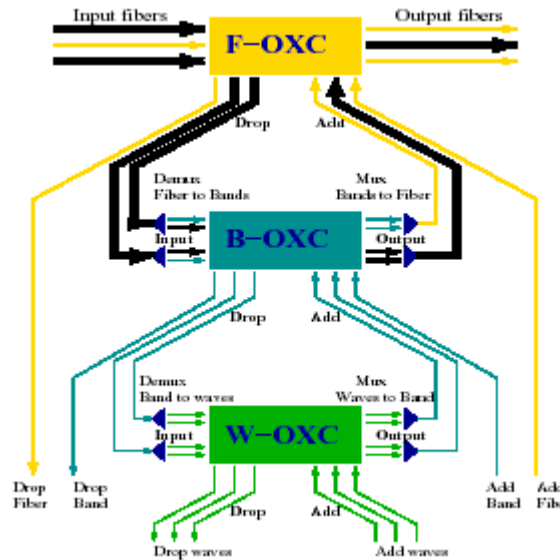 Input fibers
Output fibers
F-OXC
Drop
Add
Demux
Fiber to Bands
Mux
Bands to Fiber
Input
B-OXC
Output
Drop
Add
Demux
Band to waves
Mux
Waves to Band
Input
W-OXC
Output
Drop
Fiber
Drop
Band
Drop
Add
Add
Band
Add
Fibe
Drop waves
Add waves